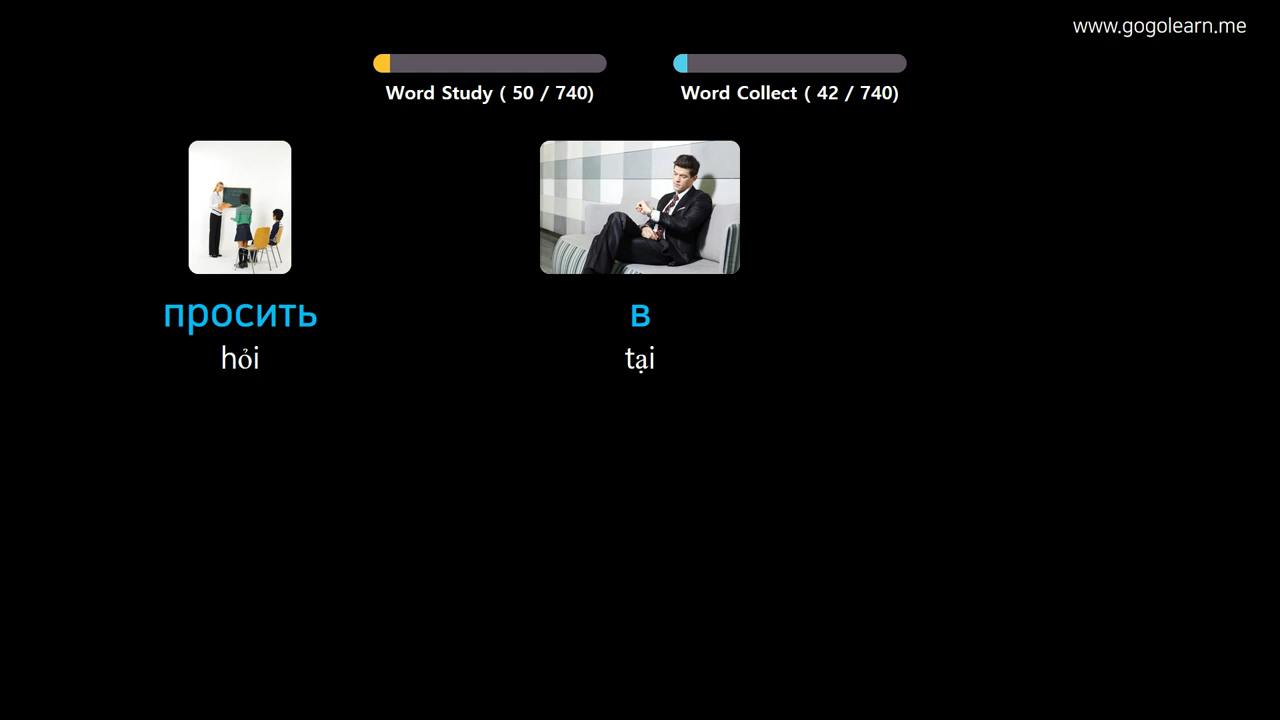 www.gogolearn.me
Word Study ( 50 / 740)
Word Collect ( 42 / 740)
просить
hỏi
в
tại